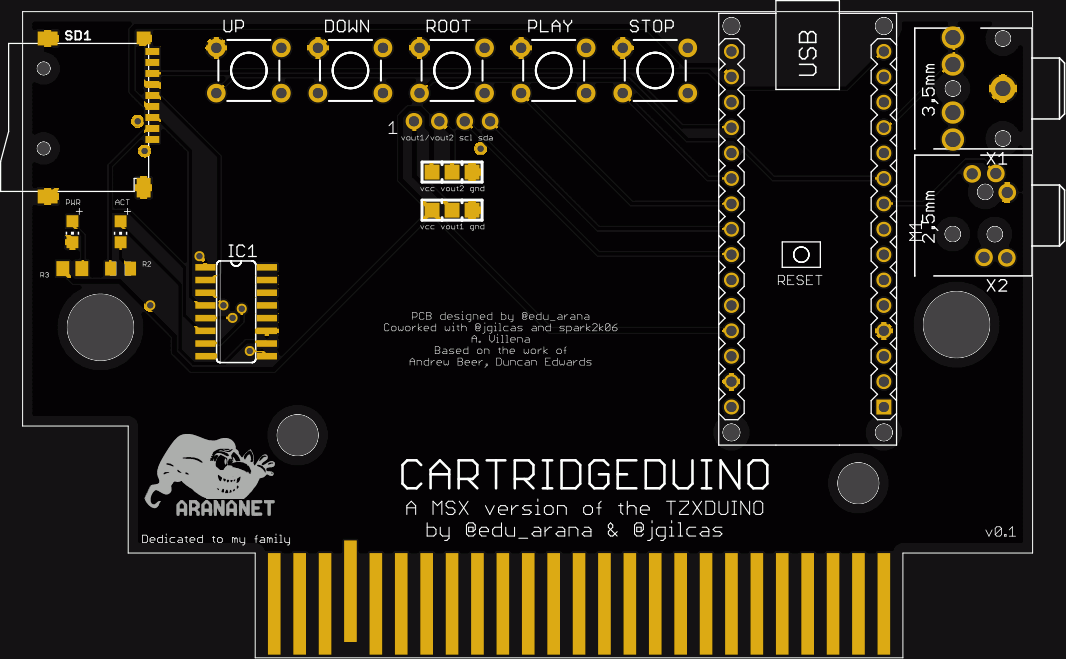 UP DOWN ROOT PLAY STOP
SD1
USB
3,5mm
1
vout1/vout2 scl sda
X1
vcc vout2 gnd
PWR ACT
+ +
vcc vout1 gnd
2,5mm
M1
IC1
R3 R2
RESET
X2
PCB designed by @edu_arana
Coworked with @jgilcas and spark2k06
A. Villena
Based on the work of
Andrew Beer, Duncan Edwards
CARTRIDGEDUINO
A MSX version of the TZXDUINO
by @edu_arana & @jgilcas
ARANANET
Dedicated to my family
v0.1